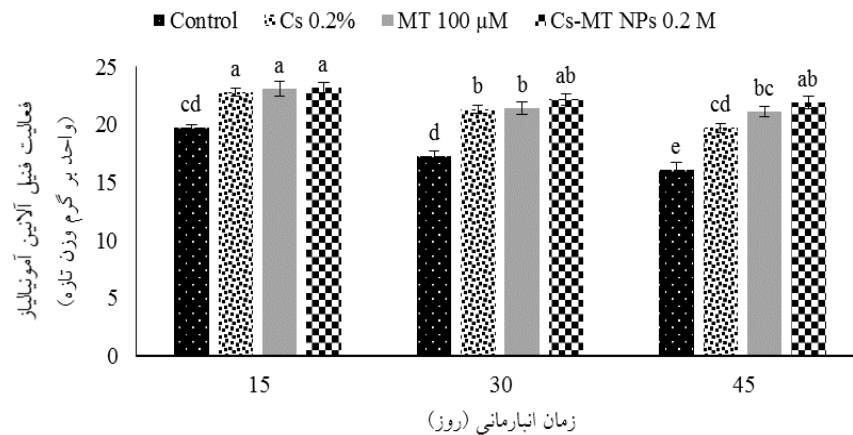 Control Cs 0.2% MT 100 μM Cs-MT NPs 0.2 M
فعالیت فنیل آلانین آمونیالیاز
(واحد بر گرم وزن تازه)
25
20
15
10
5
0
cd a a a
d b b ab
e cd bc ab
15 30 45
زمان انبارمانی (روز)